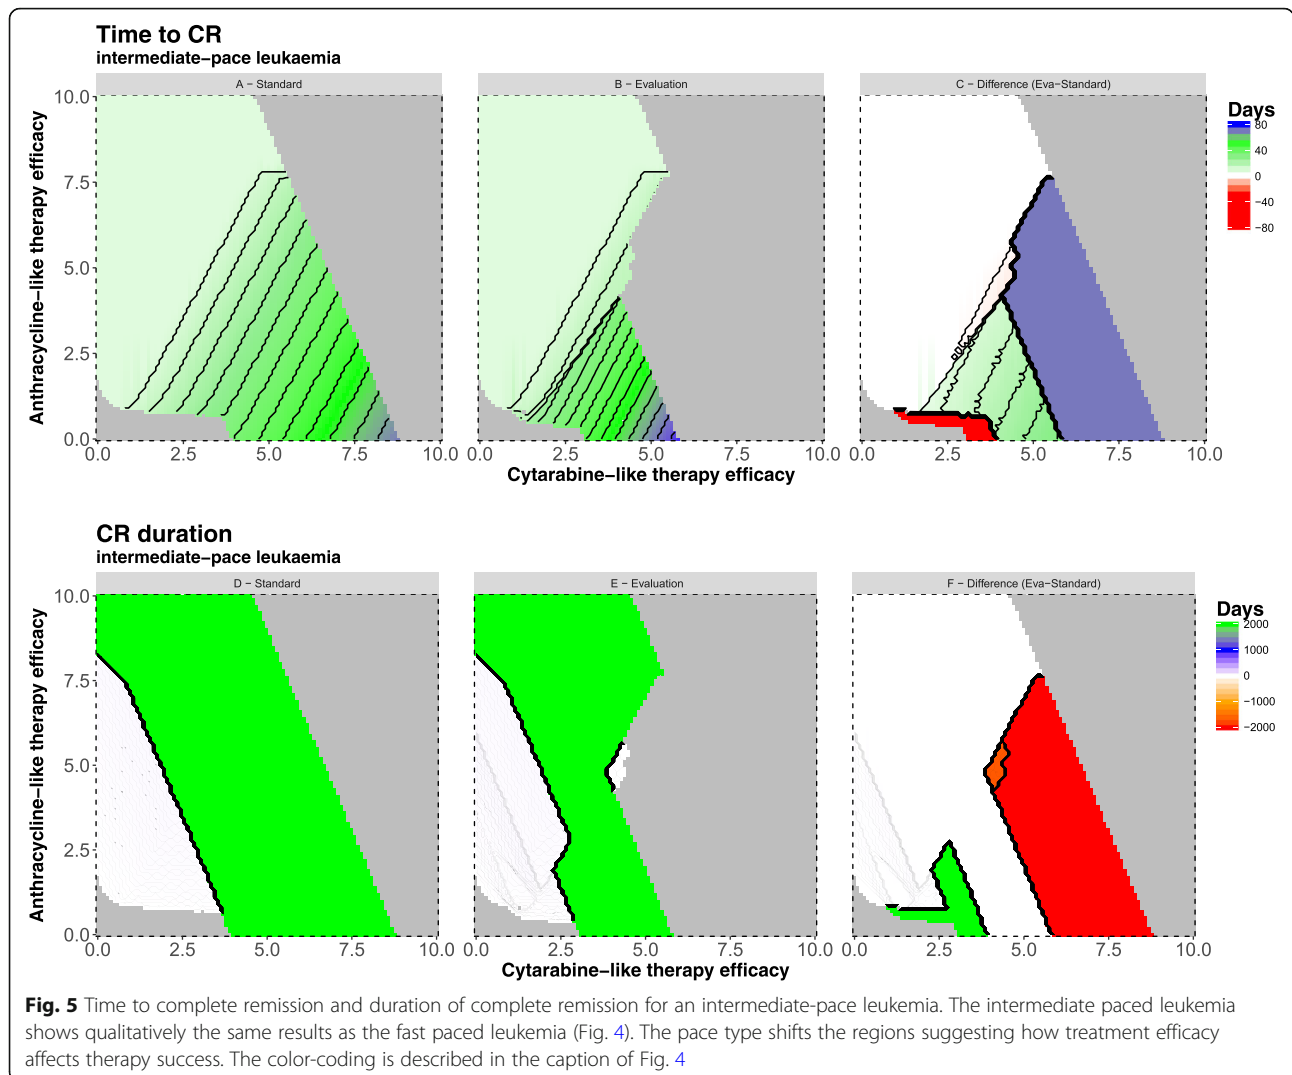 Time to CR
intermediate−pace leukaemia
A − Standard
B − Evaluation
C − Difference (Eva−Standard)
Anthracycline−like therapy efficacy
10.0
7.5
5.0
2.5
0.0
0.0 2.5 5.0 7.5 10.0
0.0 2.5 5.0 7.5 10.0
0.0 2.5 5.0 7.5 10.0
Cytarabine−like therapy efficacy
Days
80
40
0
−40
−80
CR duration
intermediate−pace leukaemia
D − Standard
E − Evaluation
F − Difference (Eva−Standard)
Anthracycline−like therapy efficacy
10.0
7.5
5.0
2.5
0.0
0.0 2.5 5.0 7.5 10.0
0.0 2.5 5.0 7.5 10.0
0.0 2.5 5.0 7.5 10.0
Cytarabine−like therapy efficacy
Days
2000
1000
0
−1000
−2000
Fig. 5 Time to complete remission and duration of complete remission for an intermediate-pace leukemia. The intermediate paced leukemia
shows qualitatively the same results as the fast paced leukemia (Fig. 4). The pace type shifts the regions suggesting how treatment efficacy
affects therapy success. The color-coding is described in the caption of Fig. 4